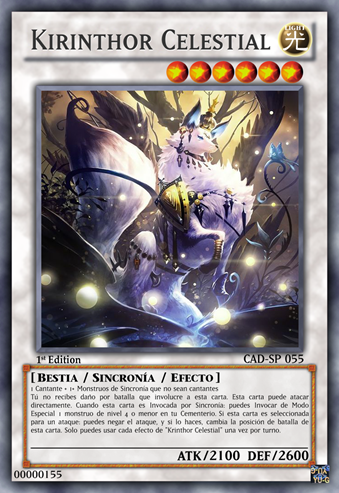 KIRINTHOR CELESTIAL
LIGHT
光
1st Edition
CAD-SP 055
[BESTIA / SINCRONÍA / EFECTO]
1 Cantante + 1+ Monstruos de Sincronía que no sean cantantes
Tú no recibes daño por batalla que involucre a esta carta. Esta carta puede atacar
directamente. Cuando esta carta es Invocada por Sincronía: puedes Invocar de Modo
Especial 1 monstruo de nivel 4 o menor en tu Cementerio. Si esta carta es seleccionada
para un ataque: puedes negar el ataque, y si lo haces, cambia la posición de batalla de
esta carta. Solo puedes usar cada efecto de "Kirinthor Celestial" una vez por turno.
ATK/2100 DEF/2600
00000155
YU-G